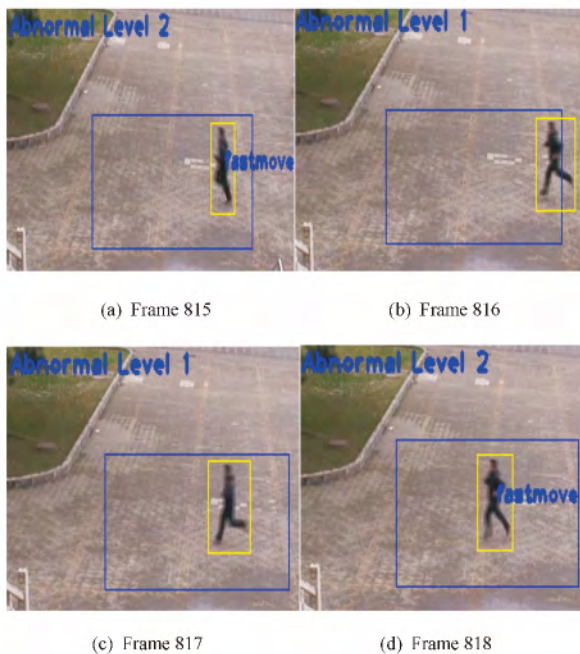 Abnormal Level 2
fastmove
Abnormal Level 1
(a) Frame 815
(b) Frame 816
Abnormal Level 1
Abnormal Level 2
fastmove
(c) Frame 817
(d) Frame 818